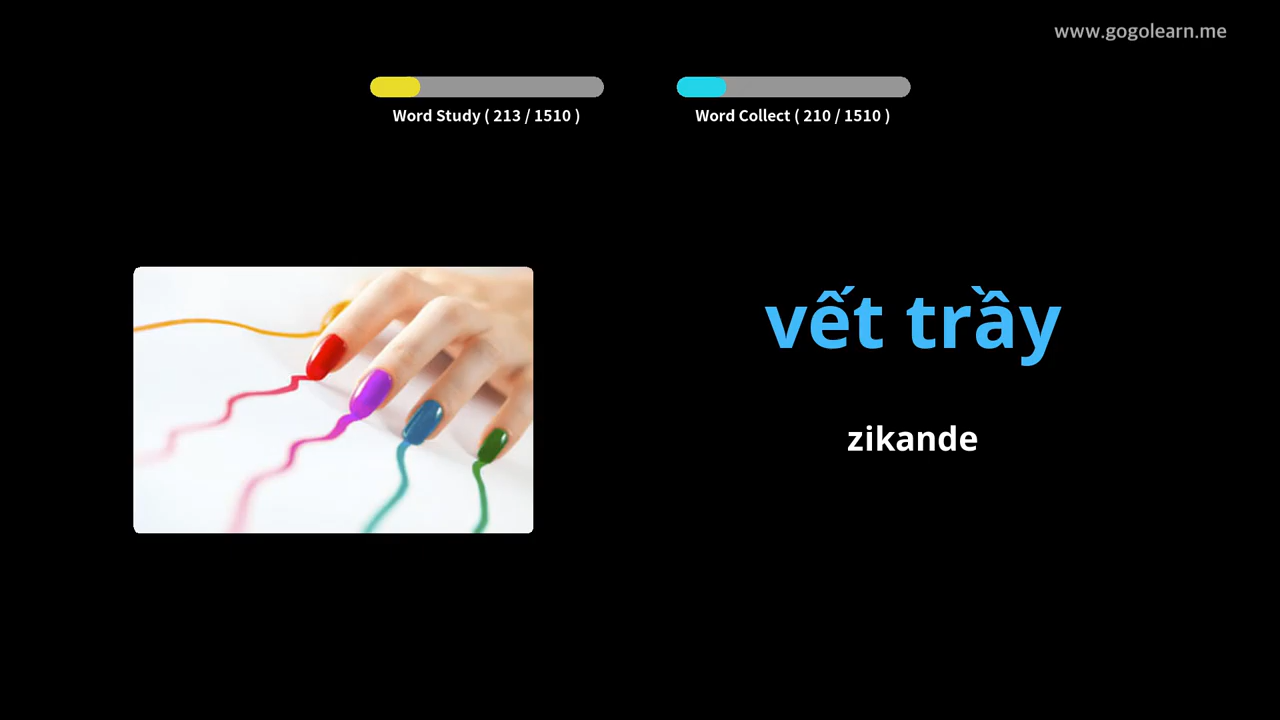 www.gogolearn.me
Word Study ( 213 / 1510 )
Word Collect ( 210 / 1510 )
vết trầy
zikande